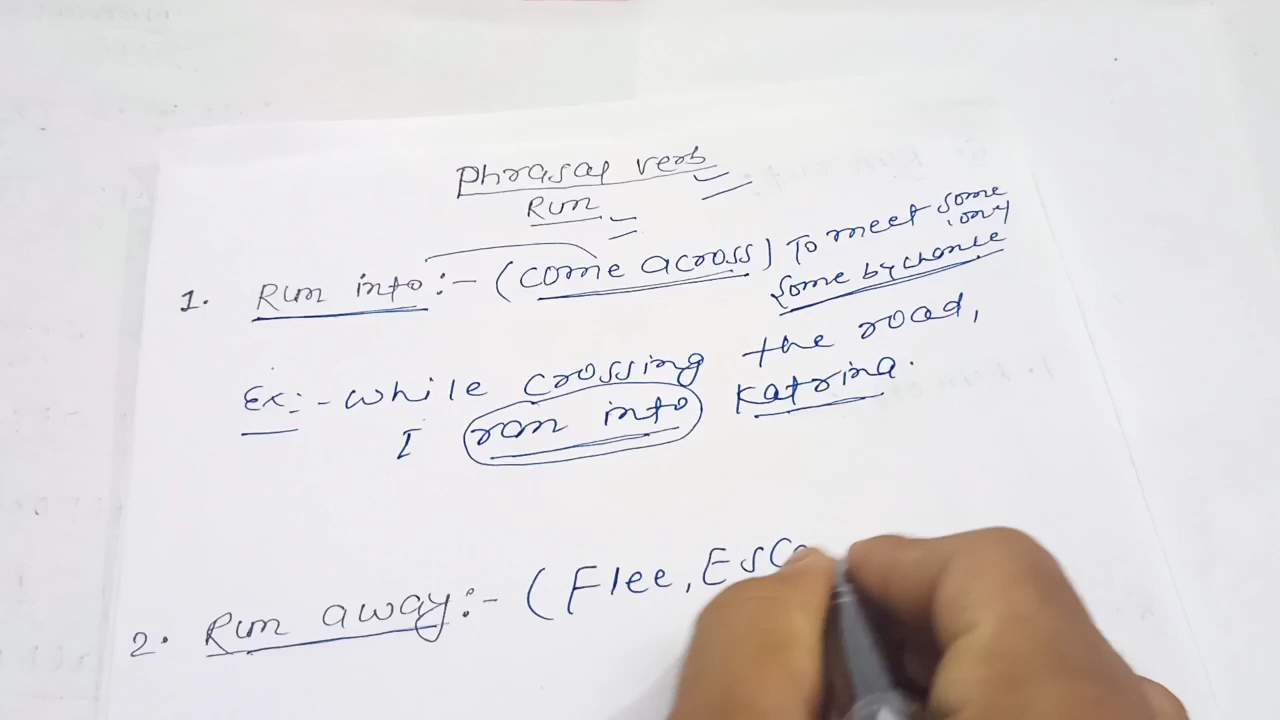 Phrasal verb
Run
1. Run into:- (come across) To meet some
some by chance
Ex:- While crossing the road,
I ran into Katrina.
2. Run away:- (Flee, Esc